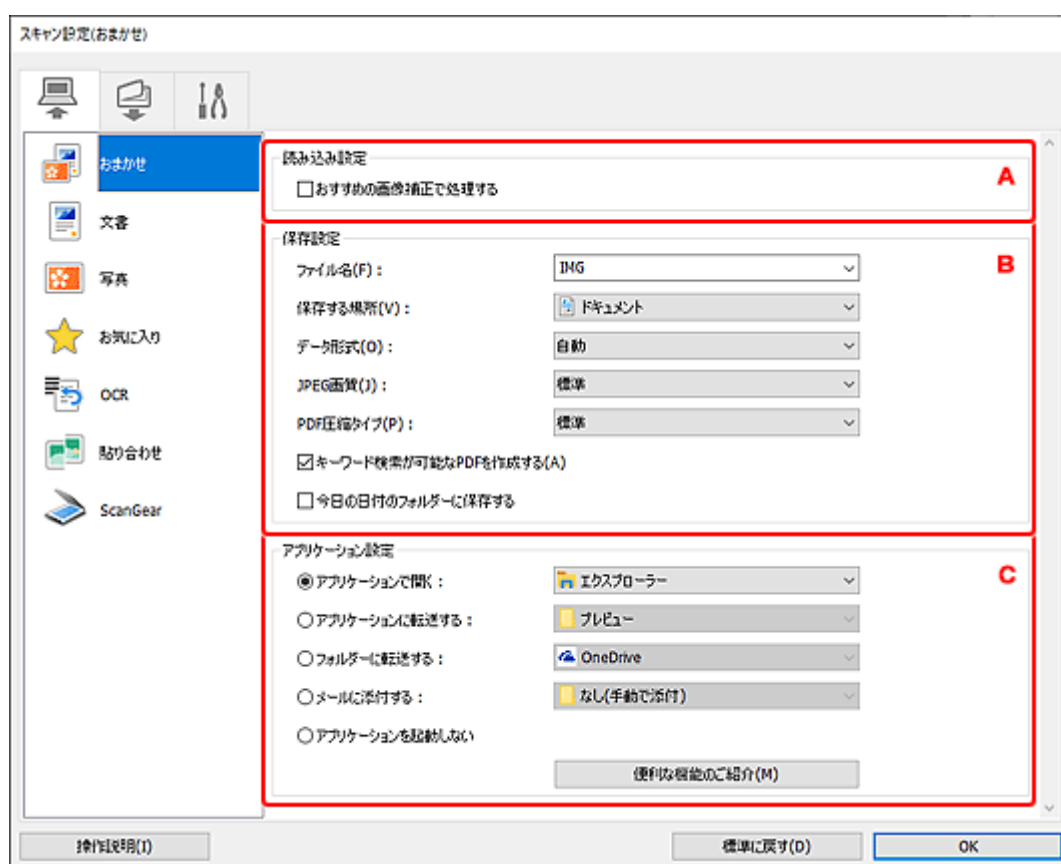 スキャン設定(おまかせ)
おまかせ
文書
写真
お気に入り
OCR
貼り合わせ
ScanGear
読み込み設定
A
おすすめの画像補正で処理する
保存設定
B
ファイル名(F) : IMG
保存する場所(V) : ドキュメント
データ形式(O) : 自動
JPEG画質(J) : 標準
PDF圧縮タイプ(P) : 標準
キーワード検索が可能なPDFを作成する(A)
今日の日付のフォルダーに保存する
アプリケーション設定
C
アプリケーションで開く : エクスプローラー
アプリケーションに転送する : プレビュー
フォルダーに転送する : OneDrive
メールに添付する : なし(手動で添付)
アプリケーションを起動しない
便利な機能のご紹介(M)
操作説明(I) 標準に戻す(D) OK